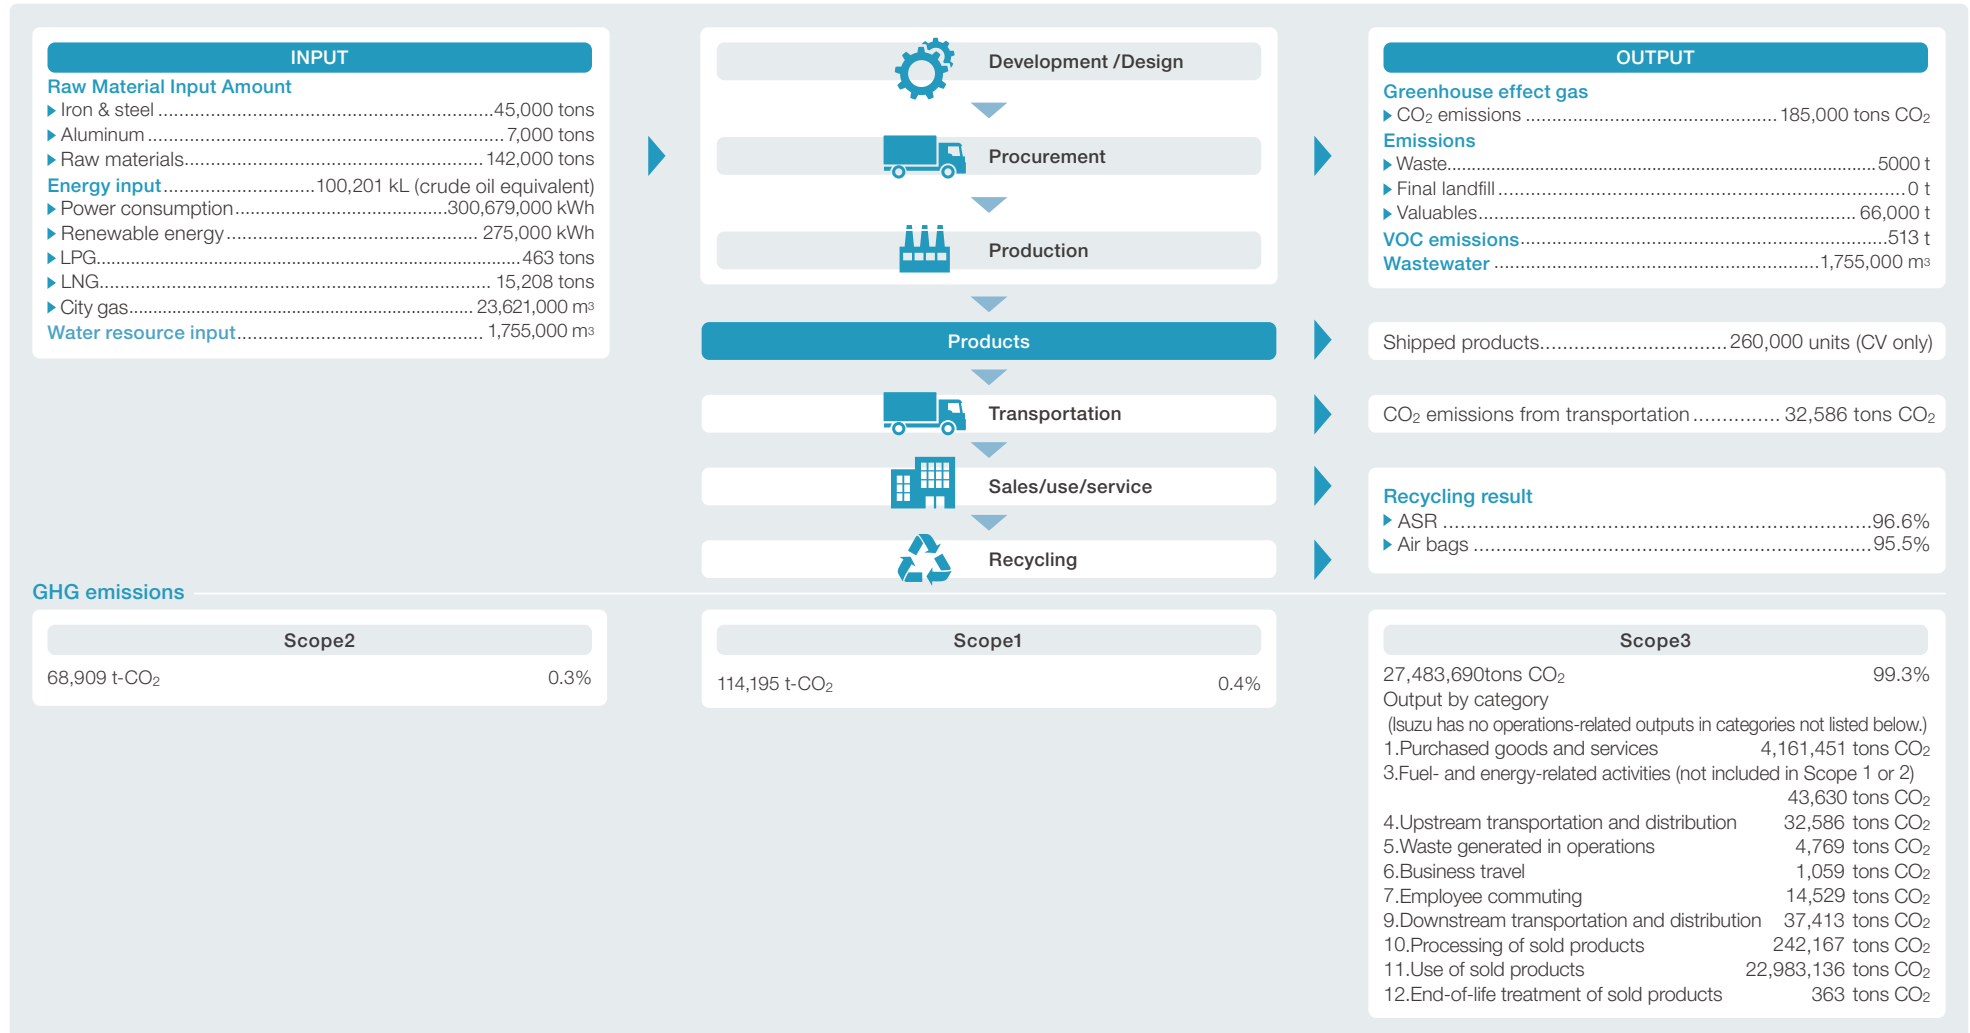 INPUT
Raw Material Input Amount
Iron & steel ..................................................45,000 tons
Aluminum ......................................................7,000 tons
Raw materials.............................................142,000 tons
Energy input............................100,201 kL (crude oil equivalent)
Power consumption.......................................300,679,000 kWh
Renewable energy.............................................. 275,000 kWh
LPG................................................................463 tons
LNG........................................................... 15,208 tons
City gas.................................................... 23,621,000 m3
Water resource input............................................. 1,755,000 m3
Development /Design
Procurement
Production
Products
Transportation
Sales/use/service
Recycling
OUTPUT
Greenhouse effect gas
CO2 emissions ............................................ 185,000 tons CO2
Emissions
Waste................................................................5000 t
Final landfill................................................................0 t
Valuables......................................................... 66,000 t
VOC emissions.......................................................513 t
Wastewater .......................................................1,755,000 m3
Shipped products................................260,000 units (CV only)
CO2 emissions from transportation ............... 32,586 tons CO2
Recycling result
ASR ................................................................96.6%
Air bags ............................................................95.5%
GHG emissions
Scope2
68,909 t-CO2 0.3%
Scope1
114,195 t-CO2 0.4%
Scope3
27,483,690tons CO2 99.3%
Output by category
(Isuzu has no operations-related outputs in categories not listed below.)
1.Purchased goods and services 4,161,451 tons CO2
3.Fuel- and energy-related activities (not included in Scope 1 or 2)
43,630 tons CO2
4.Upstream transportation and distribution 32,586 tons CO2
5.Waste generated in operations 4,769 tons CO2
6.Business travel 1,059 tons CO2
7.Employee commuting 14,529 tons CO2
9.Downstream transportation and distribution 37,413 tons CO2
10.Processing of sold products 242,167 tons CO2
11.Use of sold products 22,983,136 tons CO2
12.End-of-life treatment of sold products 363 tons CO2